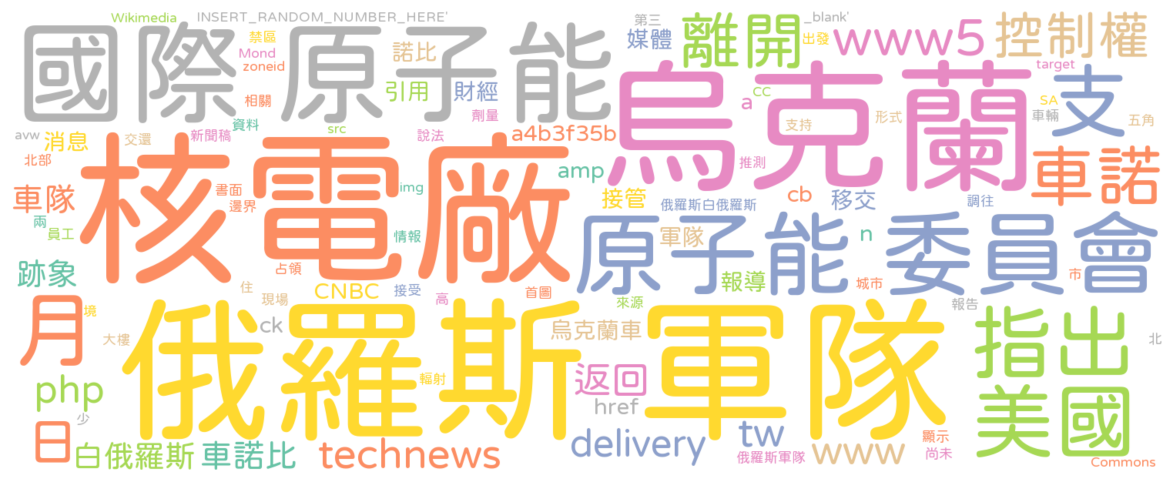 Wikimedia
INSERT_RANDOM_NUMBER_HERE'
第三
_blank'
國際原子能
禁區
Mond
zoneid
諾比
媒體
離開
出發
www5
控制權
引用
財經
相關
劑量
a
CC
target
支
SA
車輛
五角
資料
新聞稿
src
說法
a4b3f35b
烏克蘭
支持
形式
avw
消息
交還
北部
核電廠
amp
推測
車諾
車隊
書面
邊界
img
接管
俄羅斯白俄羅斯
cb
移交
調往
兩
員工
情報
原子能委員會
軍隊
n
跡象
占領
報導
城市
市
月
境
住
現場
CNBC
接受
高
首圖
來源
報告
指出
大樓
俄羅斯軍隊
ck
烏克蘭車
北
php
少
輻射
返回
href
美國
日
白俄羅斯
車諾比
technews
delivery
tw
www
俄羅斯軍隊
顯示
尚未
Commons